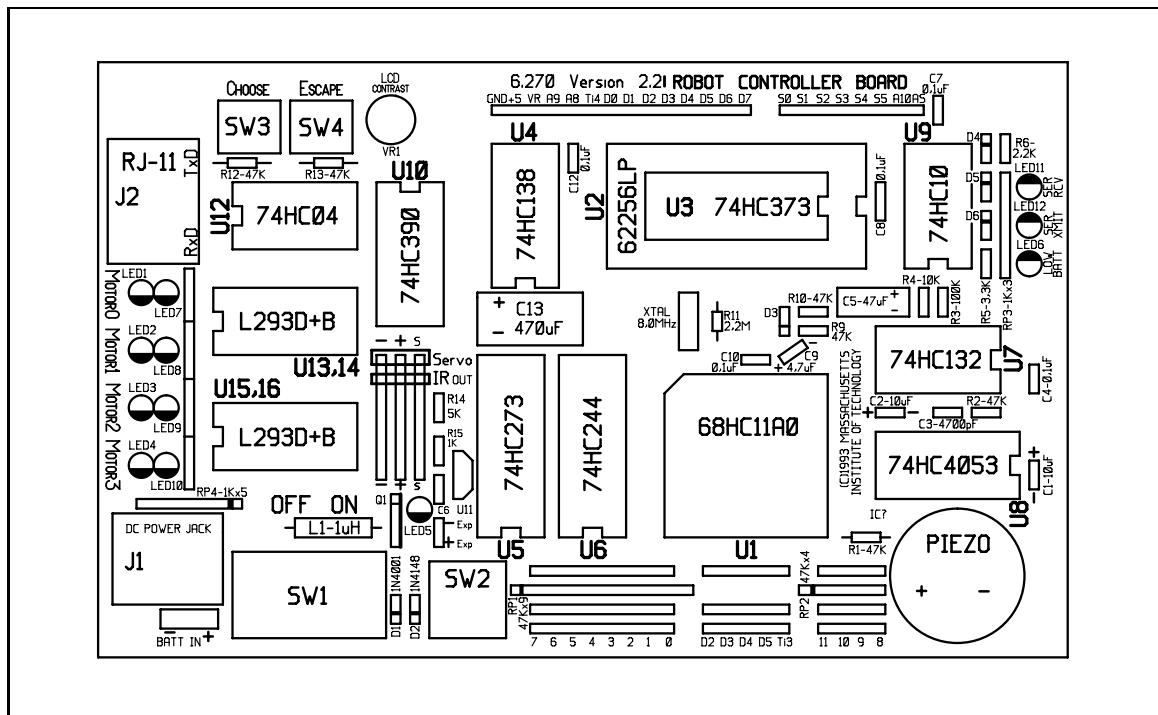 6.270 Version 2.21 ROBOT CONTROLLER BOARD
CHOOSE
ESCAPE
LCD
CONTRAST
VR1
SW3
SW4
GND+5 VR A9 A8 Ti4 D0 D1 D2 D3 D4 D5 D6 D7
S0 S1 S2 S3 S4 S5 A10A5
C7
0.1uF
RJ-11
J2
TxD
RxD
R12-47K
R13-47K
U12
74HC04
U10
74HC390
U4
74HC138
C12
0.1uF
U2
62256LP
U3
74HC373
0.1uF
C8
U9
74HC10
D4
D5
D6
R6-
2.2K
LED11
SER
RCV
LED12
SER
XMIT
LED6
LOW
BATT
R4-10K
R3-100K
R5-3.3K
RP3-1Kx3
MOTOR0
MOTOR1
MOTOR2
MOTOR3
LED1
LED7
LED2
LED8
LED3
LED9
LED4
LED10
L293D+B
U13,14
U15,16
L293D+B
- + s
Servo
IR OUT
- + s
+
-
C13
470uF
XTAL
8.0MHz
R11
2.2M
D3
R10-47K
R9
47K
C5-47uF
+
-
C10
0.1uF
-
C9
+ 4.7uF
74HC132
U7
C4-0.1uF
R14
5K
R15
1K
74HC273
74HC244
68HC11A0
(C)1993 MASSACHUSETTS
INSTITUTE OF TECHNOLOGY
C2-10uF
+ -
R2-47K
C3-4700pF
74HC4053
+
C1-10uF
-
U8
RP4-1Kx5
DC POWER JACK
J1
OFF ON
L1-1uH
Q1
LED5
C6
U11
- Exp
+ Exp
U5
U6
U1
IC?
R1-47K
PIEZO
+ -
SW1
- +
BATT IN
1N4001
D1
1N4148
D2
SW2
RP1
47Kx9
RP2
47Kx4
7 6 5 4 3 2 1 0
D2 D3 D4 D5 Ti3
11 10 9 8